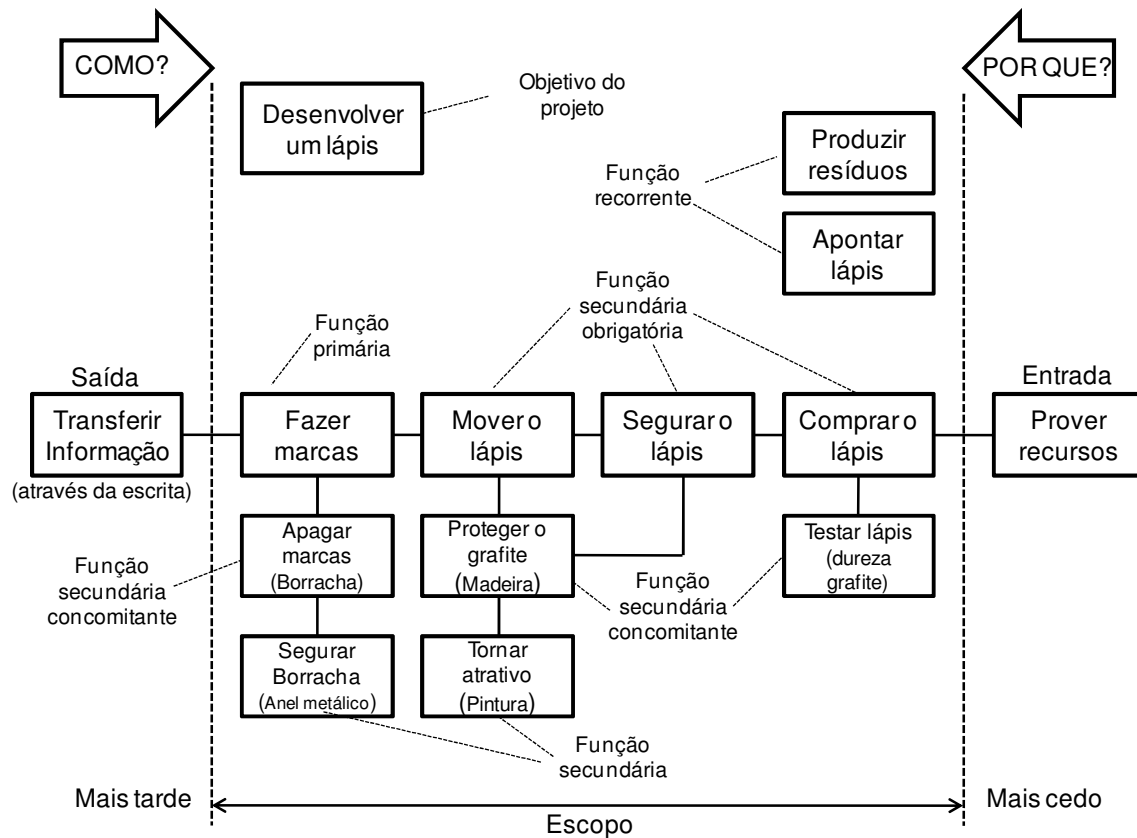 COMO?
POR QUE?
Desenvolver
um lápis
Objetivo do
projeto
Produzir
resíduos
Função
recorrente
Apontar
lápis
Função
secundária
obrigatória
Função
primária
Saída
Transferir
Informação
(através da escrita)
Fazer
marcas
Mover o
lápis
Segurar o
lápis
Comprar o
lápis
Entrada
Prover
recursos
Apagar
marcas
(Borracha)
Proteger o
grafite
(Madeira)
Testar lápis
(dureza
grafite)
Função
secundária
concomitante
Função
secundária
concomitante
Segurar
Borracha
(Anel metálico)
Tornar
atrativo
(Pintura)
Função
secundária
Mais tarde
Escopo
Mais cedo